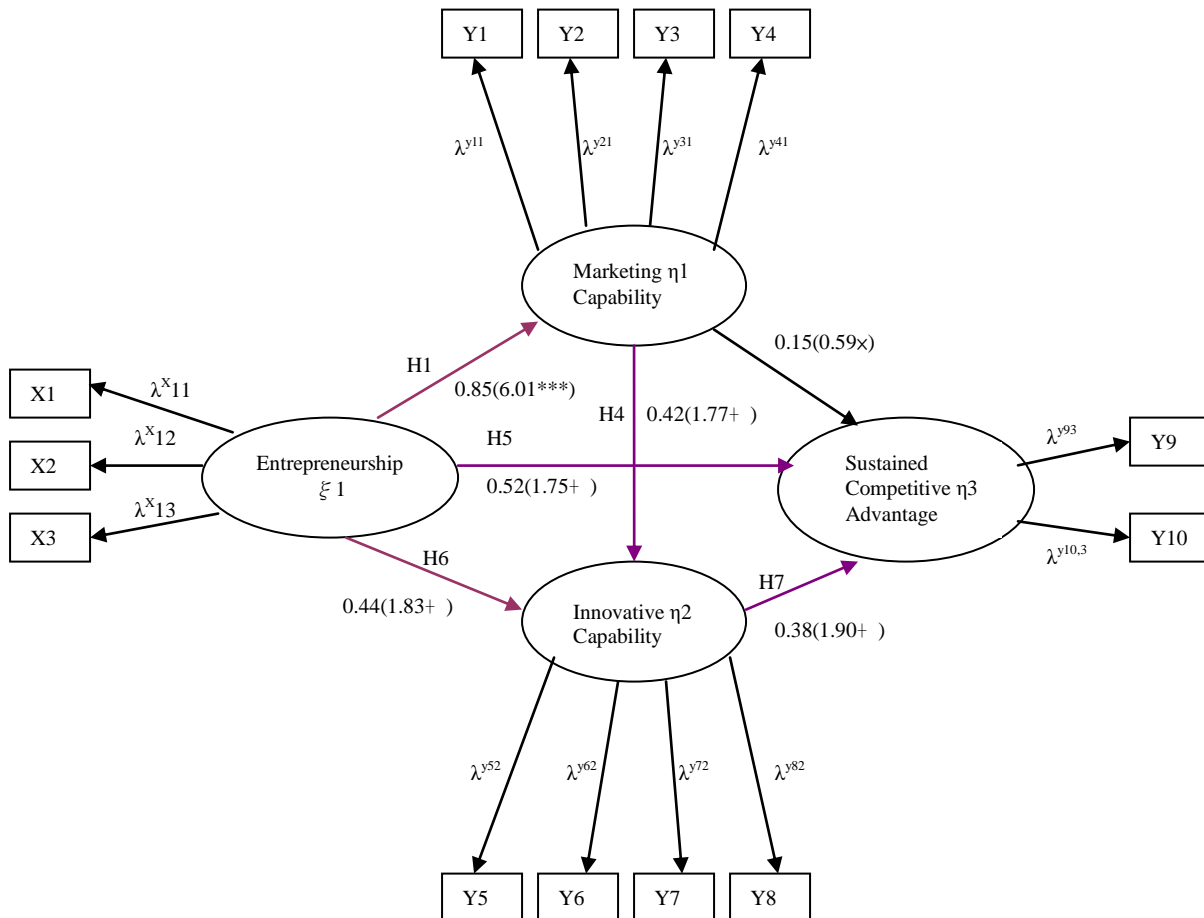 Y1
Y2
Y3
Y4
λy11
λy21
λy31
λy41
Marketing η1
Capability
0.15(0.59×)
H1
0.85(6.01***)
H4
0.42(1.77+ )
X1
λX11
X2
λX12
X3
λX13
Entrepreneurship
ξ 1
H5
0.52(1.75+ )
Sustained
Competitive η3
Advantage
λy93
Y9
λy10,3
Y10
H6
0.44(1.83+ )
Innovative η2
Capability
H7
0.38(1.90+ )
λy52
λy62
λy72
λy82
Y5
Y6
Y7
Y8